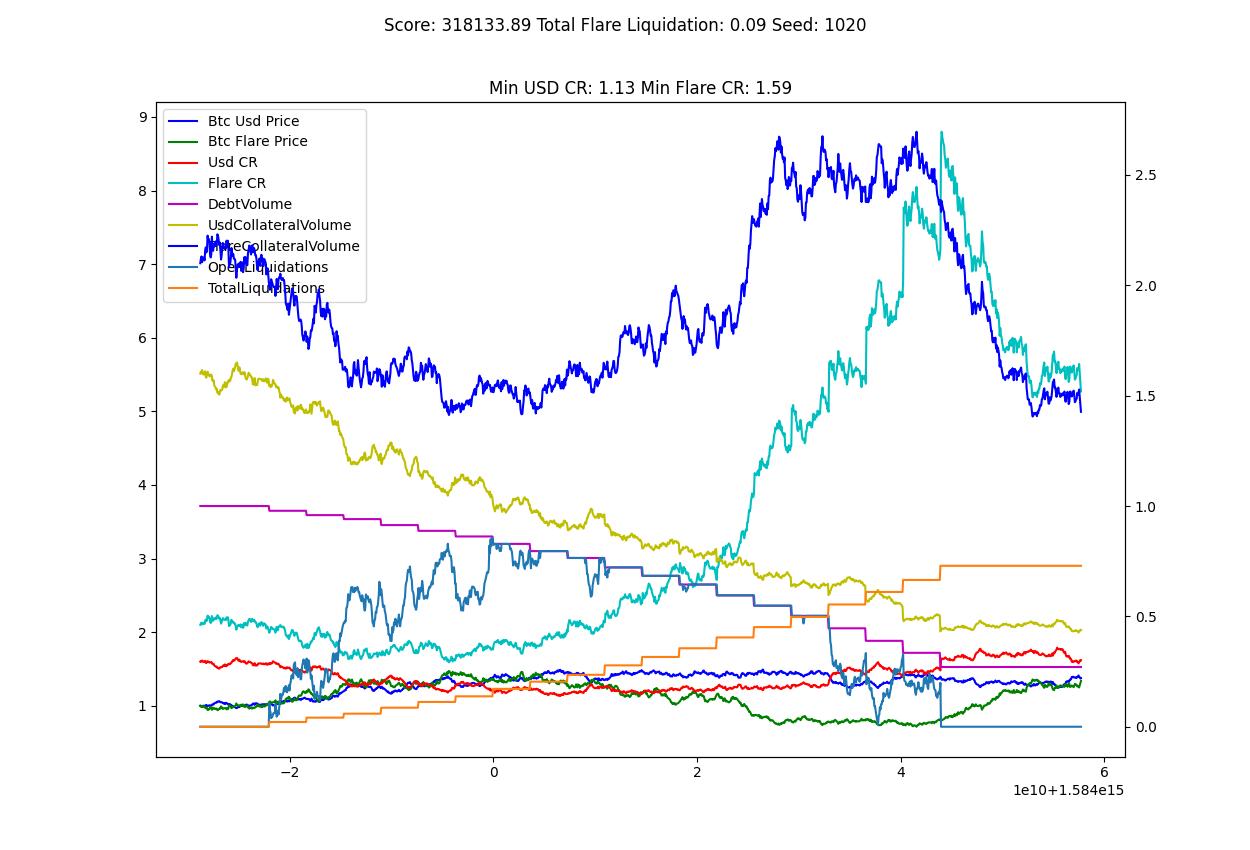 Score: 318133.89 Total Flare Liquidation: 0.09 Seed: 1020
Min USD CR: 1.13 Min Flare CR: 1.59
Btc Usd Price
Btc Flare Price
Usd CR
Flare CR
DebtVolume
UsdCollateralVolume
FlareCollateralVolume
OpenLiquidations
TotalLiquidations
9
8
7
6
5
4
3
2
1
2.5
2.0
1.5
1.0
0.5
0.0
−2
0
2
4
6
1e10+1.584e15